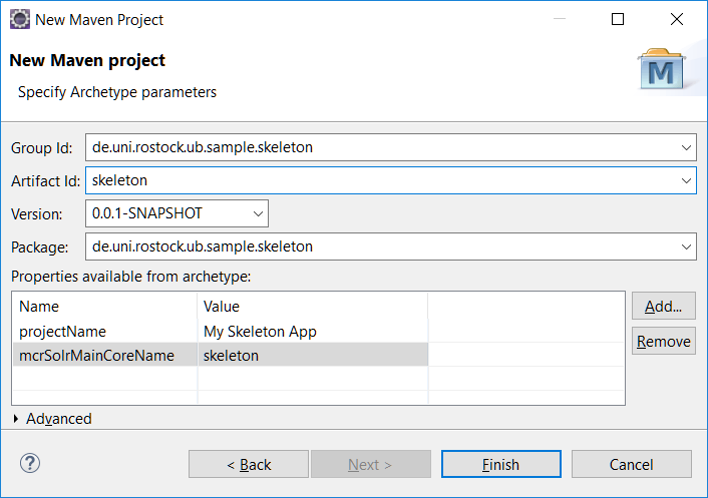 New Maven Project
New Maven project
Specify Archetype parameters
M
Group Id: de.uni.rostock.ub.sample.skeleton
Artifact Id: skeleton
Version: 0.0.1-SNAPSHOT
Package: de.uni.rostock.ub.sample.skeleton
Properties available from archetype:
Name Value
projectName My Skeleton App
mcrSolrMainCoreName skeleton
Add...
Remove
Advanced
? < Back Next > Finish Cancel